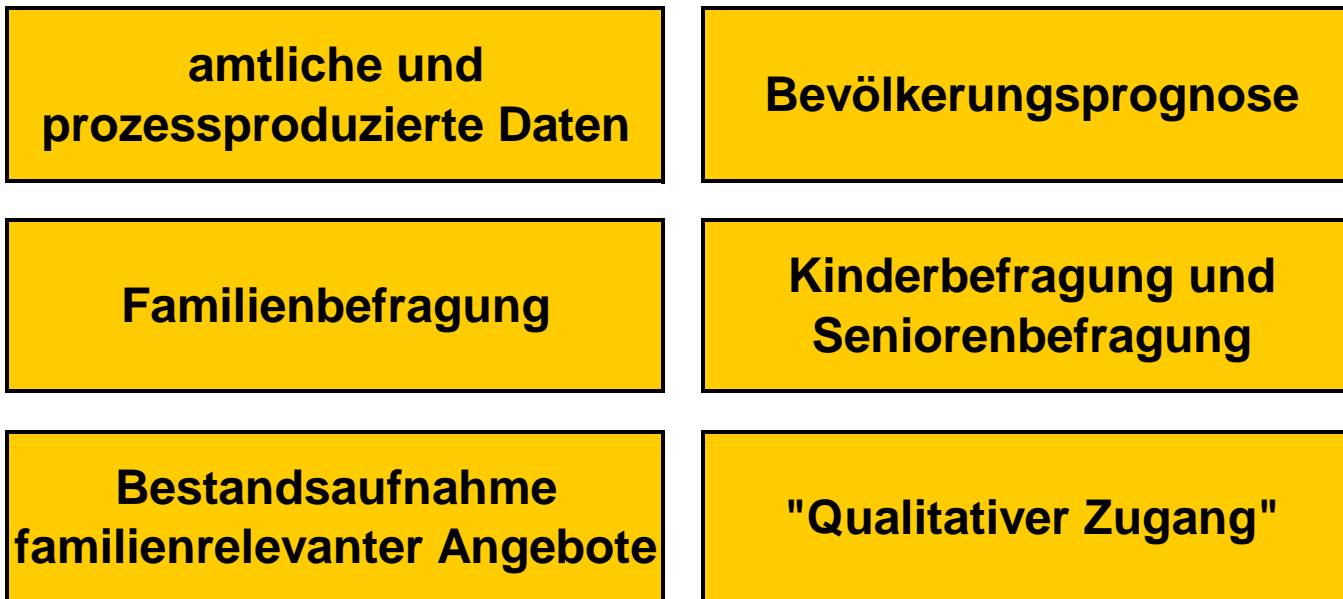 amtliche und
prozessproduzierte Daten
Bevölkerungsprognose
Familienbefragung
Kinderbefragung und
Seniorenbefragung
Bestandsaufnahme
familienrelevanter Angebote
"Qualitativer Zugang"